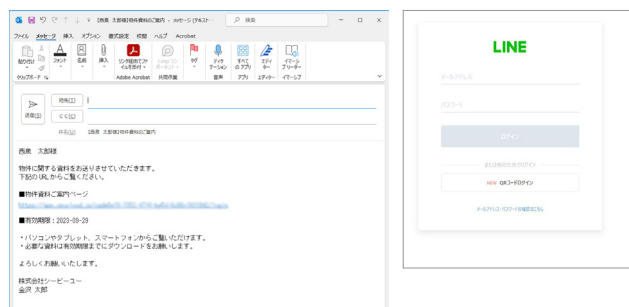 【西泉 太郎様】物件資料のご案内 - メッセージ (テキスト...
検索
ファイル メッセージ 挿入 オプション 書式設定 校閲 ヘルプ Acrobat
貼り付け
フォント
名前
挿入
リンク経由でファイルを添付
タグ
ディクテーション
すべてのアプリ
エディター
イマーシブ リーダー
クリップボード
Adobe Acrobat
共同作業
音声
アプリ
エディター
イマーシブ
送信(S)
宛先(T)
CC(C)
件名(U)
【西泉 太郎様】物件資料のご案内
西泉 太郎様
物件に関する資料をお送りさせていただきます。
下記のURLからご覧ください。
■物件資料ご案内ページ
■有効期限:2023-09-29
・パソコンやタブレット、スマートフォンからご覧いただけます。
・必要な資料は有効期限までにダウンロードをお願いします。
よろしくお願いいたします。
株式会社シービーユー
金沢 太郎
LINE
メールアドレス
パスワード
ログイン
または他の方法でログイン
NEW QRコードログイン
メールアドレス・パスワードの確認はこちら